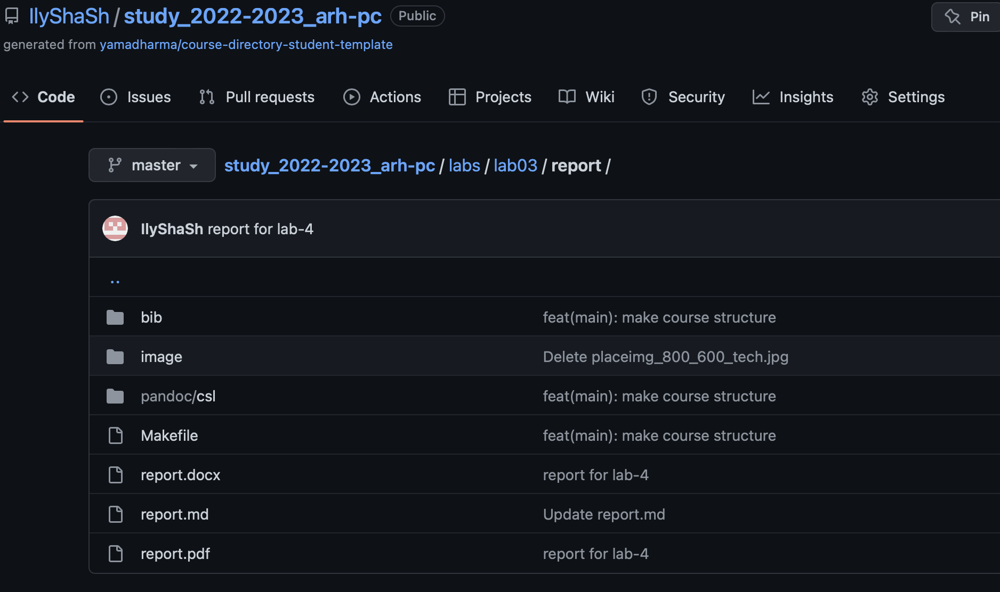 IlyShaSh / study_2022-2023_arh-pc Public Pin
generated from yamadharma/course-directory-student-template
Code Issues Pull requests Actions Projects Wiki Security Insights Settings
master study_2022-2023_arh-pc / labs / lab03 / report /
IlyShaSh report for lab-4
..
bib feat(main): make course structure
image Delete placeimg_800_600_tech.jpg
pandoc/csl feat(main): make course structure
Makefile feat(main): make course structure
report.docx report for lab-4
report.md Update report.md
report.pdf report for lab-4